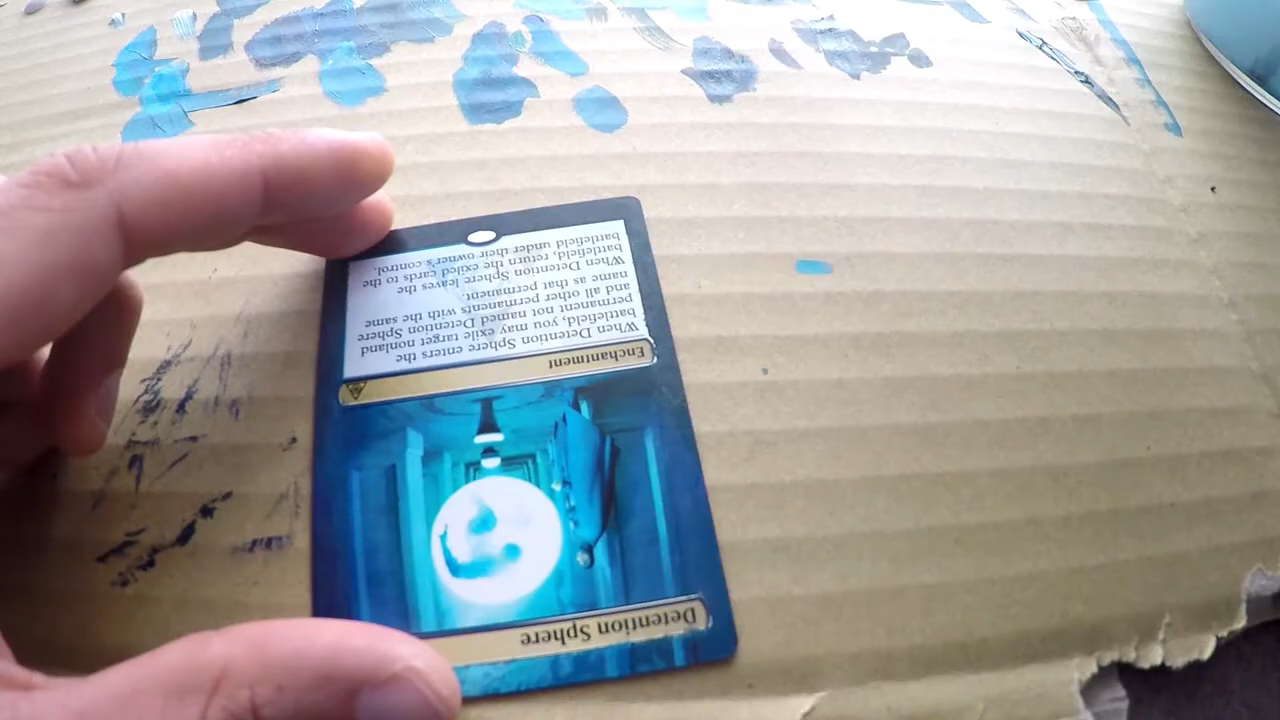 Detention Sphere
Enchantment
When Detention Sphere enters the
battlefield, you may exile target nonland
permanent not named Detention Sphere
and all other permanents with the same
name as that permanent.
When Detention Sphere leaves the
battlefield, return the exiled cards to the
battlefield under their owner's control.